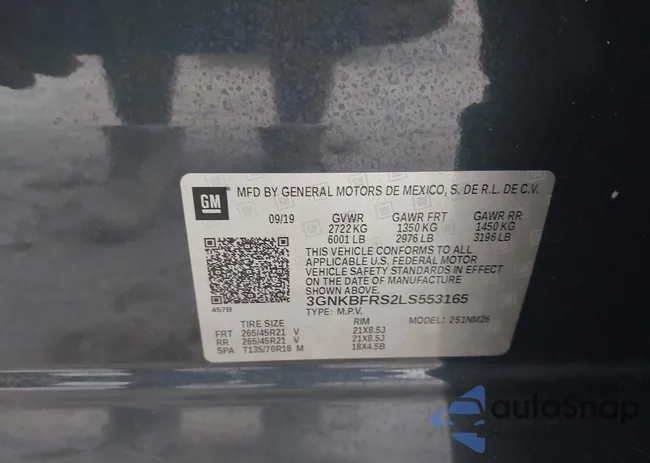 GM
MFD BY GENERAL MOTORS DE MEXICO, S. DE R.L. DE C.V.
09/19 GVWR GAWR FRT GAWR RR
2722 KG 1350 KG 1450 KG
6001 LB 2976 LB 3196 LB
THIS VEHICLE CONFORMS TO ALL
APPLICABLE U.S. FEDERAL MOTOR
VEHICLE SAFETY STANDARDS IN EFFECT
ON THE DATE OF MANUFACTURE
SHOWN ABOVE.
3GNKBFRS2LS553165
457B
TYPE: M.P.V. MODEL: 251NM26
TIRE SIZE RIM
FRT 265/45R21 V 21X8.5J
RR 265/45R21 V 21X8.5J
SPA T135/70R18 M 18X4.5B
autoSnap